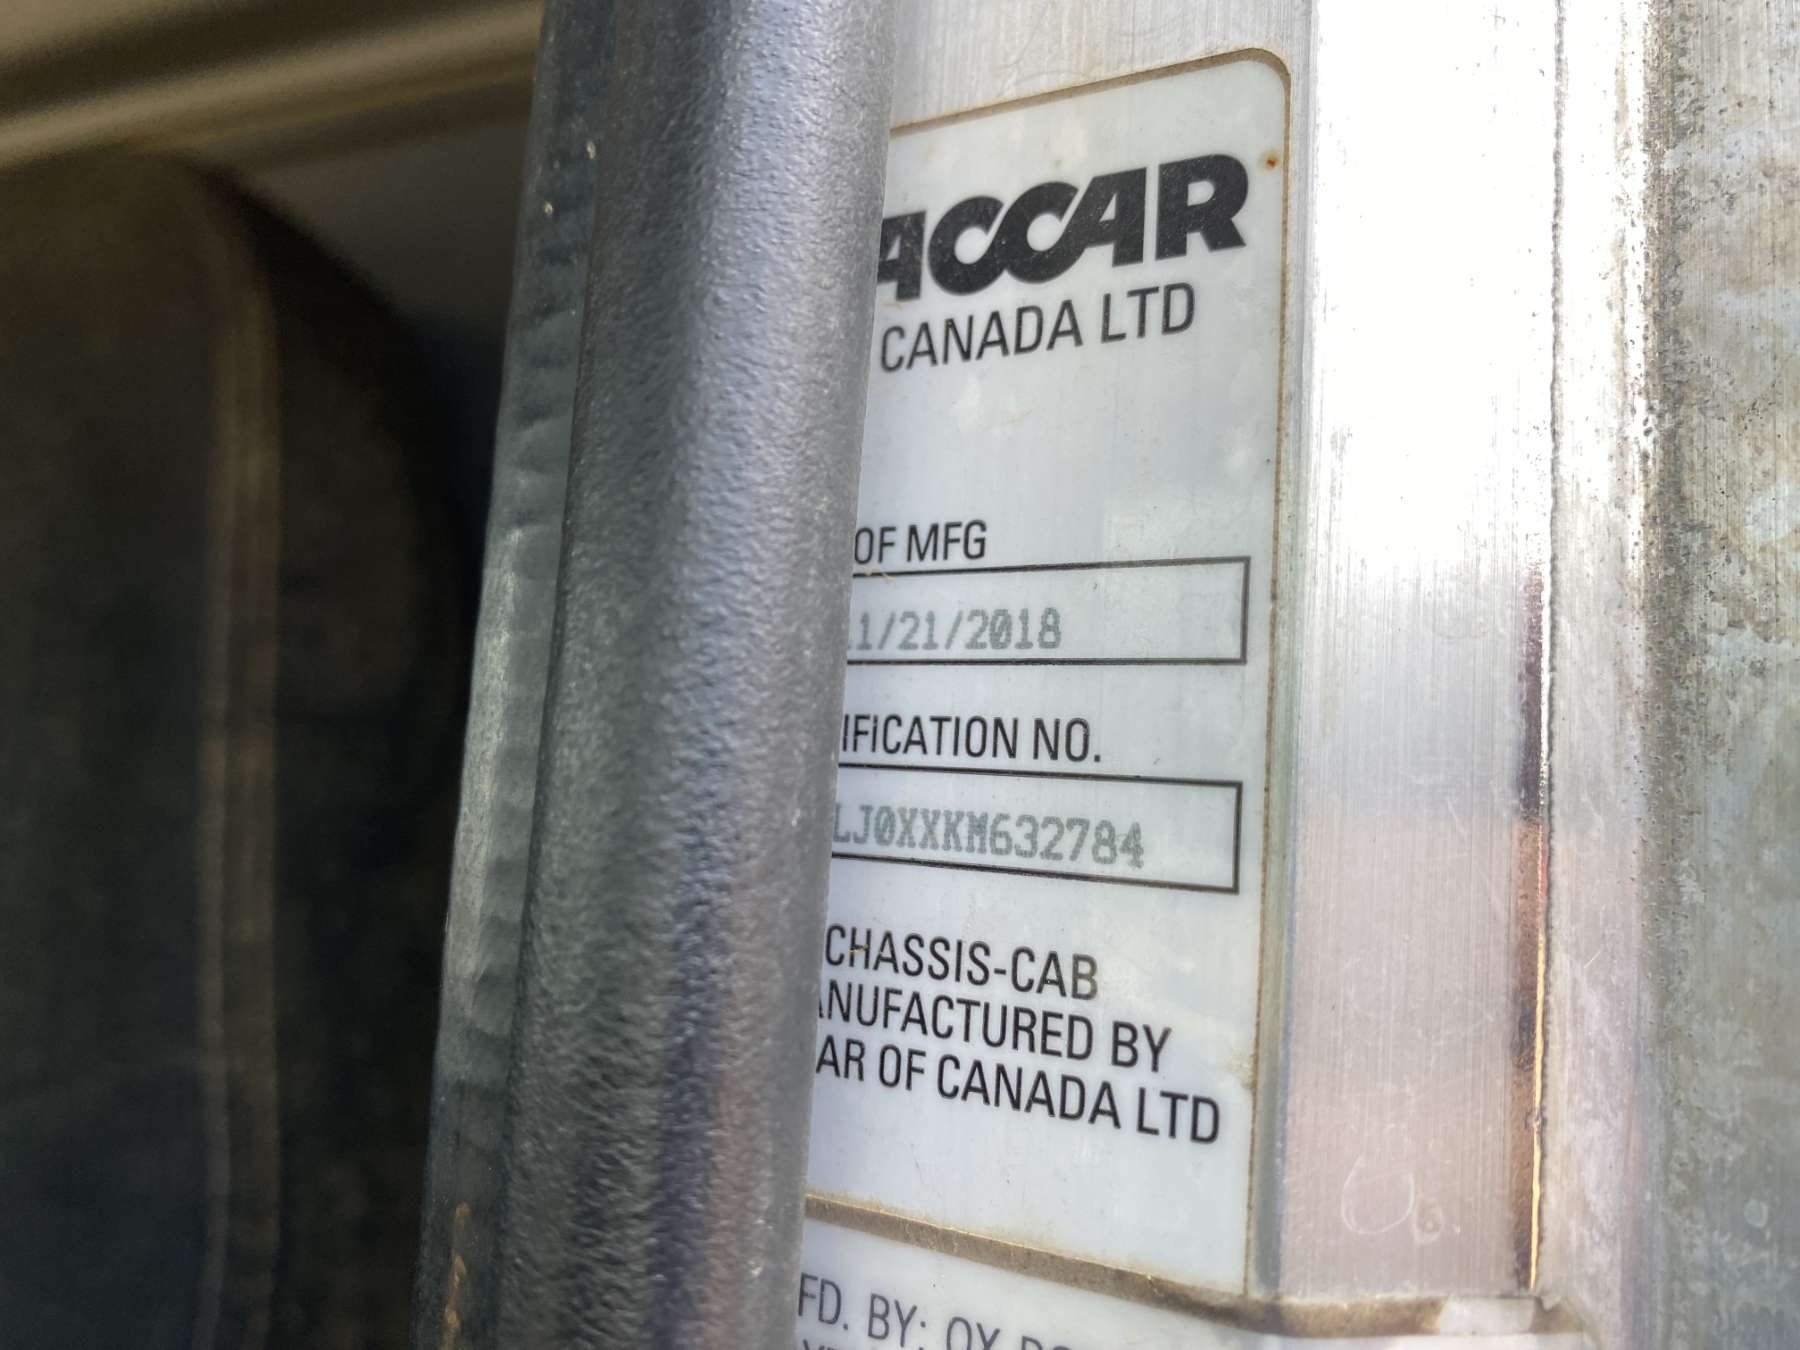 ACCAR
CANADA LTD
OF MFG
11/21/2018
IFICATION NO.
LJ0XXKM632784
CHASSIS-CAB
ANUFACTURED BY
AR OF CANADA LTD
FD. BY: